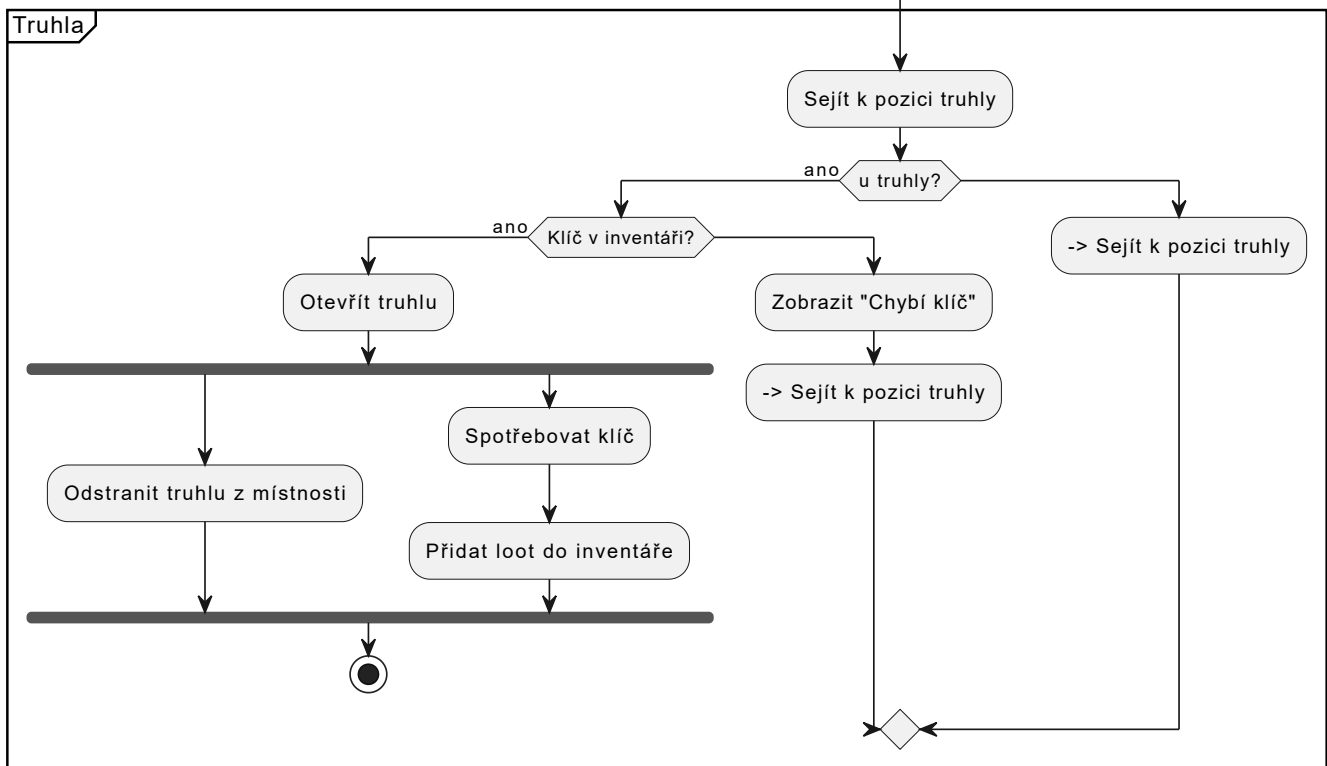 Truhla
Sejít k pozici truhly
ano
u truhly?
ano
Klíč v inventáři?
-> Sejít k pozici truhly
Otevřít truhlu
Zobrazit "Chybí klíč"
-> Sejít k pozici truhly
Spotřebovat klíč
Odstranit truhlu z místnosti
Přidat loot do inventáře